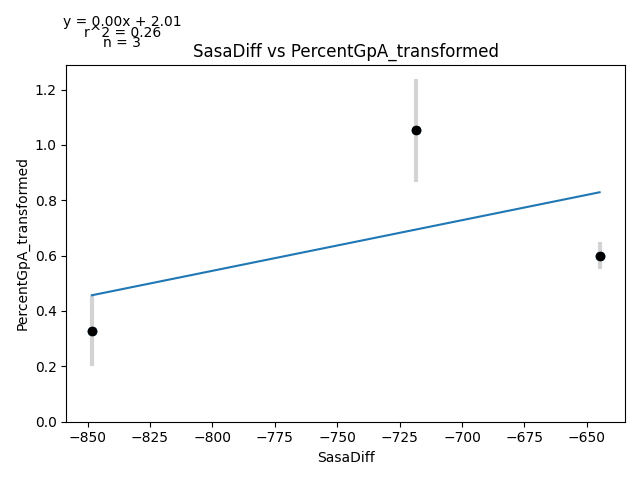 y = 0.00x + 2.01
r^2 = 0.26
n = 3
SasaDiff vs PercentGpA_transformed
PercentGpA_transformed
1.2
1.0
0.8
0.6
0.4
0.2
0.0
−850
−825
−800
−775
−750
−725
−700
−675
−650
SasaDiff